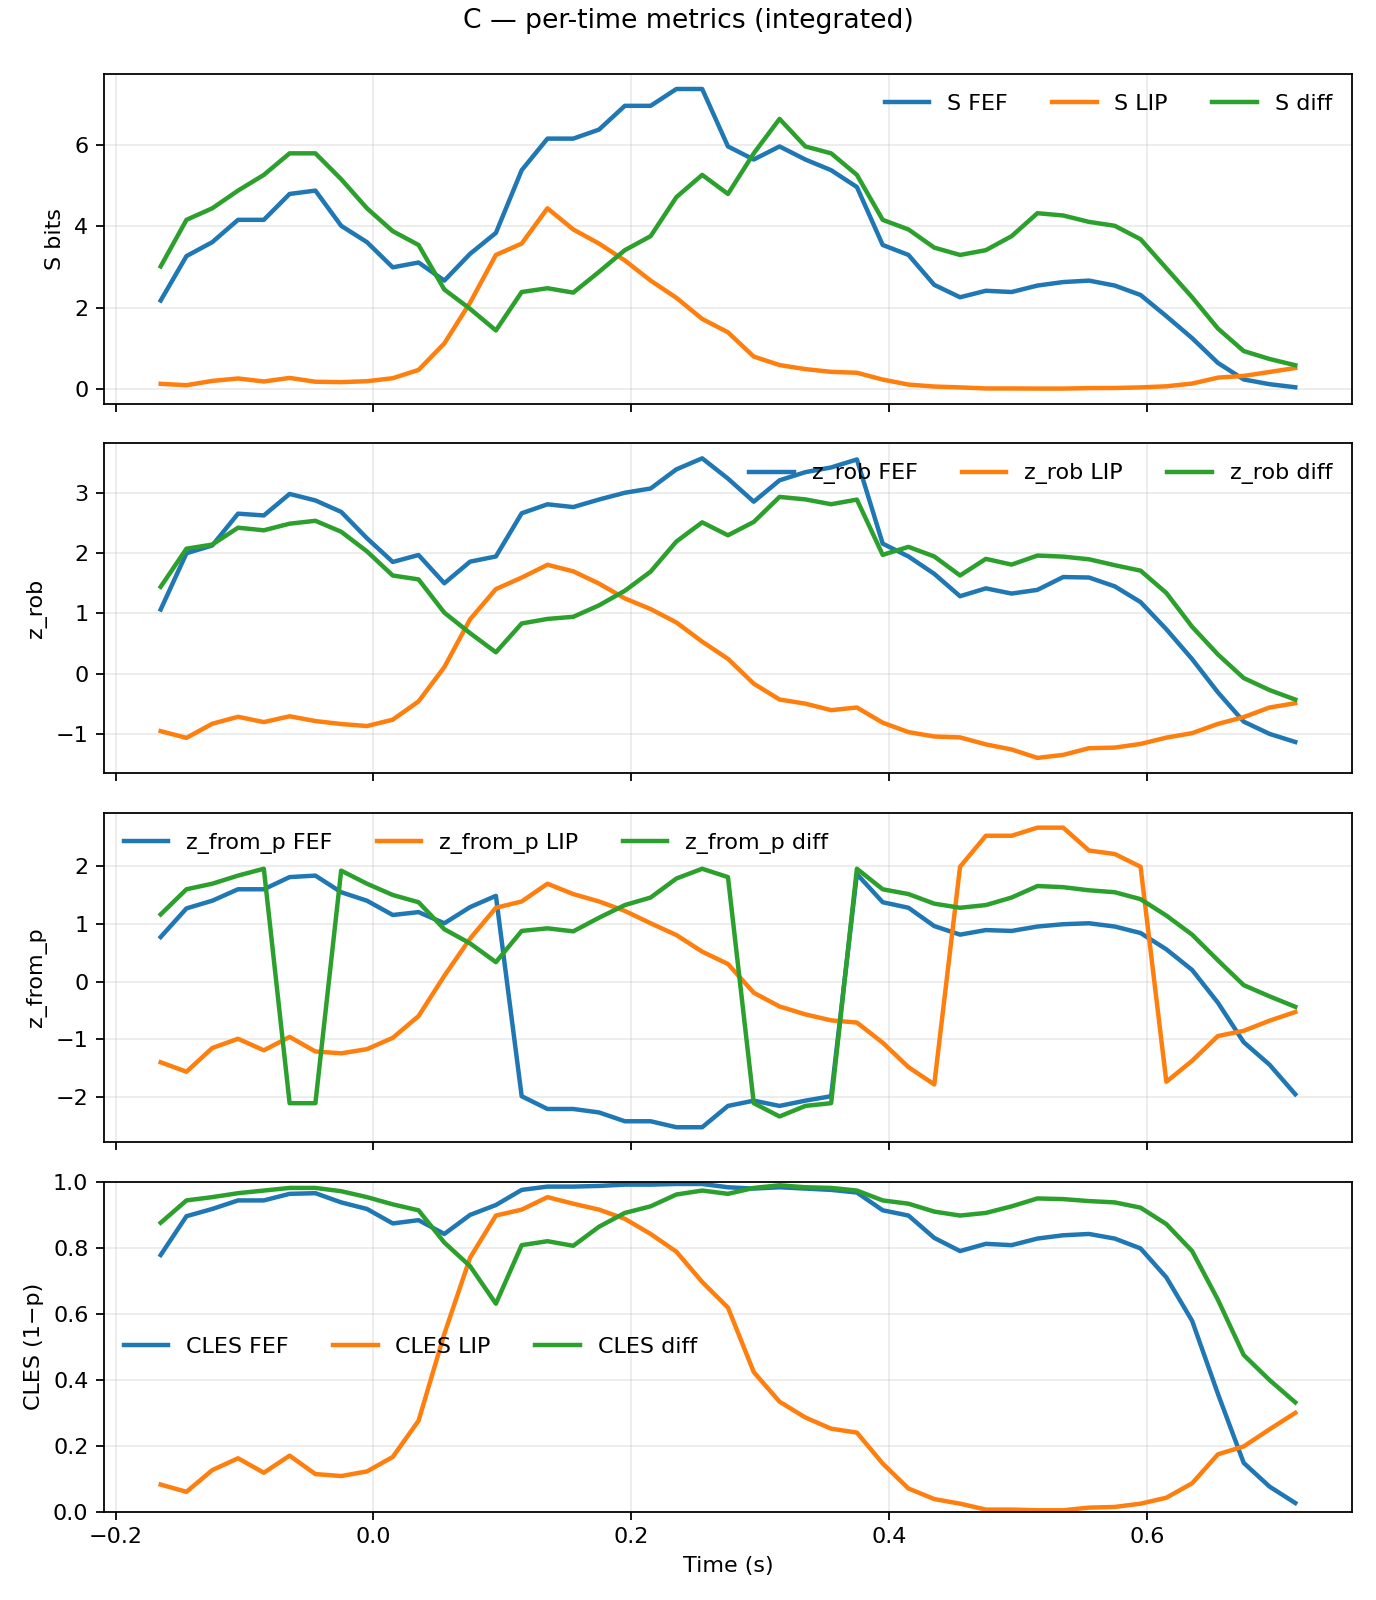 C — per-time metrics (integrated)
S FEF S LIP S diff
S bits
6
4
2
0
z_rob FEF z_rob LIP z_rob diff
z_rob
3
2
1
0
−1
z_from_p FEF z_from_p LIP z_from_p diff
z_from_p
2
1
0
−1
−2
CLES FEF CLES LIP CLES diff
CLES (1−p)
1.0
0.8
0.6
0.4
0.2
0.0
−0.2 0.0 0.2 0.4 0.6
Time (s)